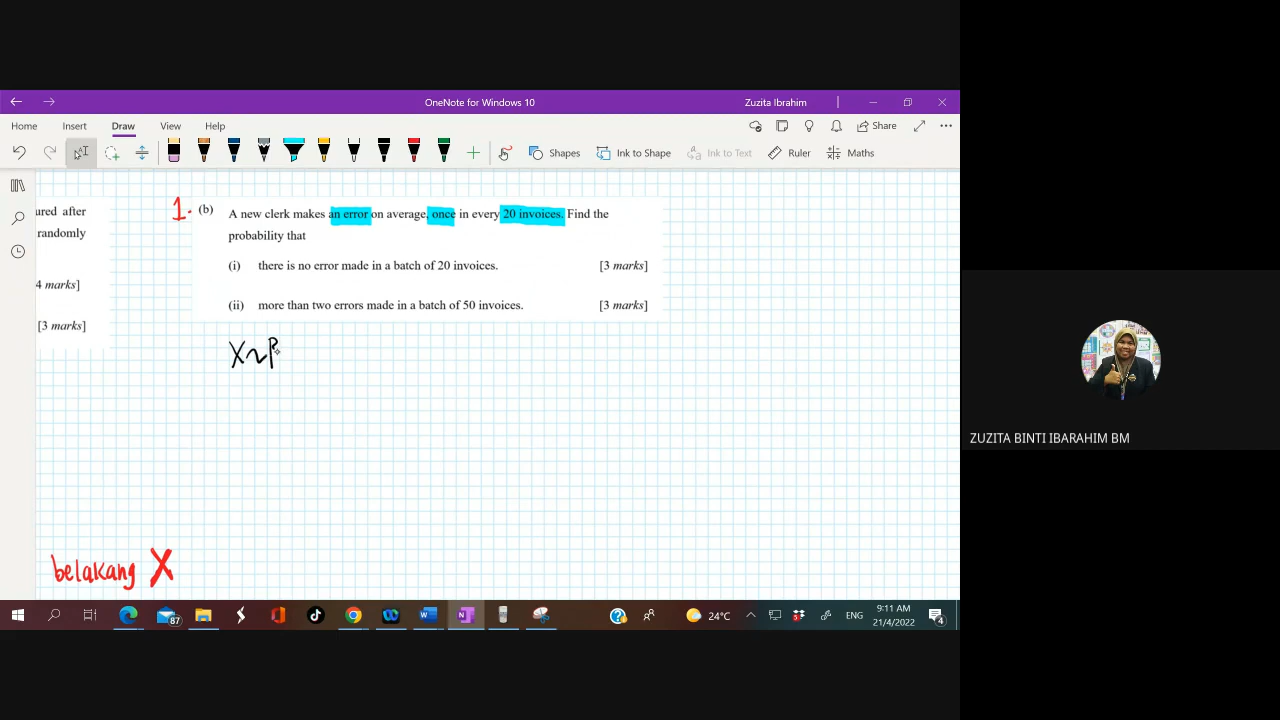 OneNote for Windows 10
Zuzita Ibrahim
Home Insert Draw View Help
Share
Shapes Ink to Shape Ink to Text Ruler Maths
ured after
randomly
4 marks]
[3 marks]
1. (b) A new clerk makes an error on average, once in every 20 invoices. Find the
probability that
(i) there is no error made in a batch of 20 invoices. [3 marks]
(ii) more than two errors made in a batch of 50 invoices. [3 marks]
X~P
belakang X
ZUZITA BINTI IBARAHIM BM
87
24°C
5
ENG
9:11 AM
21/4/2022
4